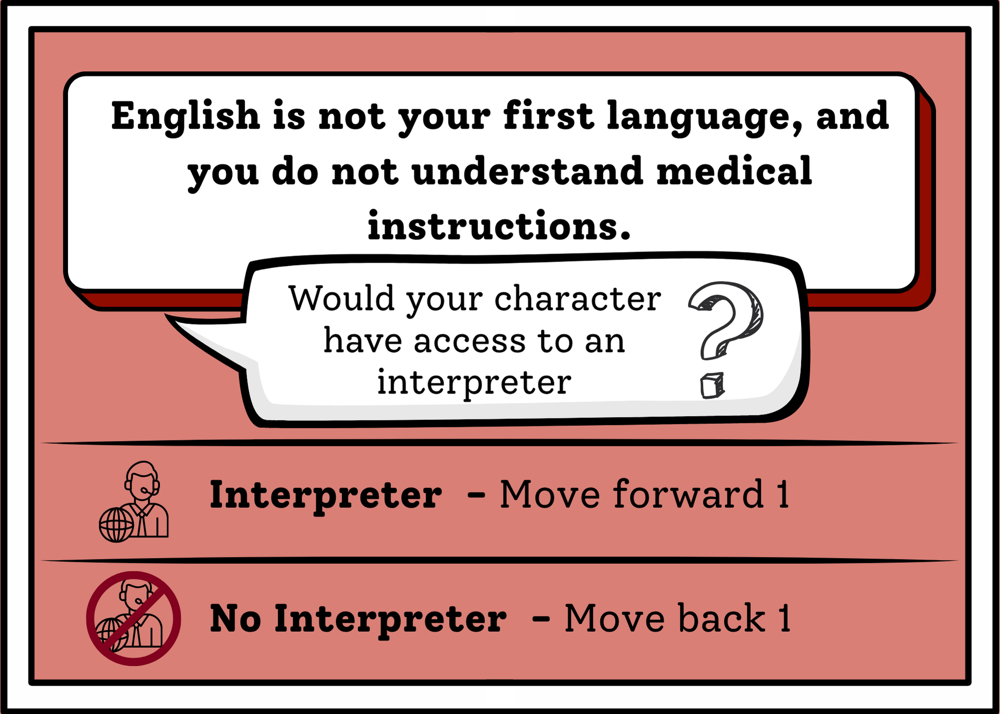 English is not your first language, and
you do not understand medical
instructions.
Would your character
have access to an
interpreter ?
Interpreter - Move forward 1
No Interpreter - Move back 1